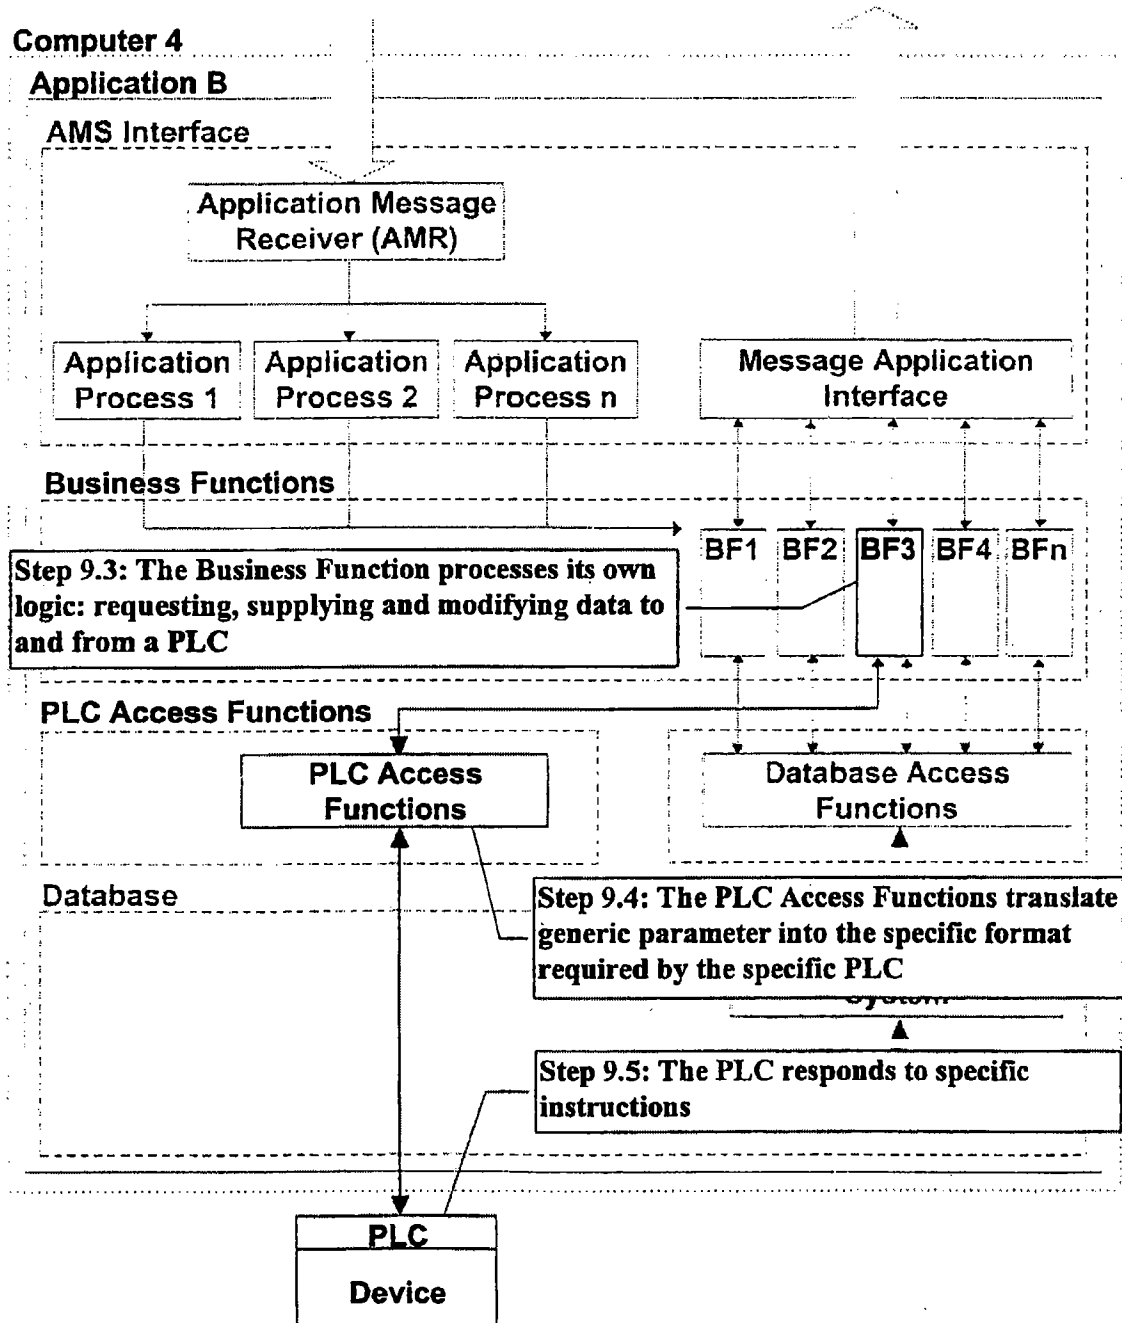 Computer 4
Application B
AMS Interface
Application Message
Receiver (AMR)
Application
Process 1
Application
Process 2
Application
Process n
Message Application
Interface
Business Functions
BF1
BF2
BF3
BF4
BFn
Step 9.3: The Business Function processes its own
logic: requesting, supplying and modifying data to
and from a PLC
PLC Access Functions
PLC Access
Functions
Database Access
Functions
Database
Step 9.4: The PLC Access Functions translate
generic parameter into the specific format
required by the specific PLC
System
Step 9.5: The PLC responds to specific
instructions
PLC
Device